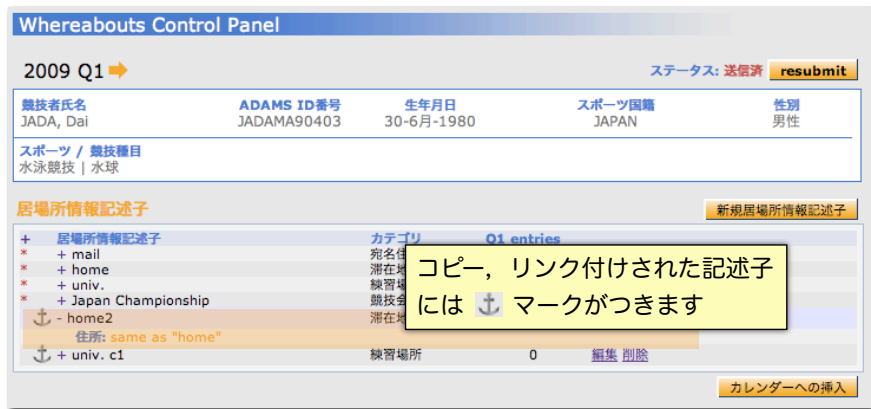 Whereabouts Control Panel
2009 Q1
ステータス: 送信済 resubmit
競技者氏名 ADAMS ID番号 生年月日 スポーツ国籍 性別
JADA, Dai JADAMA90403 30-6月-1980 JAPAN 男性
スポーツ / 競技種目
水泳競技 | 水球
居場所情報記述子 新規居場所情報記述子
+ 居場所情報記述子 カテゴリ Q1 entries
* + mail 宛名住
* + home 滞在地
* + univ. 練習場
* + Japan Championship 競技会
- home2 滞在地
住所: same as "home"
+ univ. c1 練習場所 0 編集 削除
コピー，リンク付けされた記述子
には マークがつきます
カレンダーへの挿入